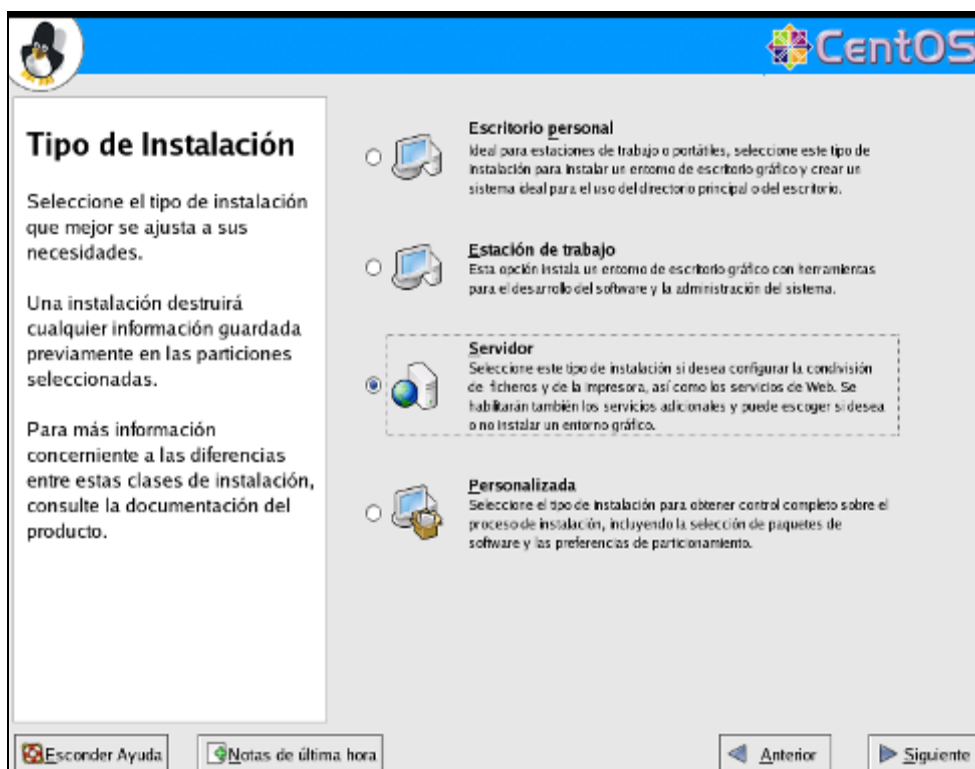 CentOS
Tipo de Instalación
Seleccione el tipo de instalación
que mejor se ajusta a sus
necesidades.
Una instalación destruirá
cualquier información guardada
previamente en las particiones
seleccionadas.
Para más información
concerniente a las diferencias
entre estas clases de instalación,
consulte la documentación del
producto.
Escritorio personal
Ideal para estaciones de trabajo o portátiles, seleccione este tipo de
instalación para instalar un entorno de escritorio gráfico y crear un
sistema ideal para el uso del directorio principal o del escritorio.
Estación de trabajo
Esta opción instala un entorno de escritorio gráfico con herramientas
para el desarrollo del software y la administración del sistema.
Servidor
Seleccione este tipo de instalación si desea configurar la condivisión
de ficheros y de la impresora, así como los servicios de Web. Se
habilitarán también los servicios adicionales y puede escoger si desea
o no instalar un entorno gráfico.
Personalizada
Seleccione el tipo de instalación para obtener control completo sobre el
proceso de instalación, incluyendo la selección de paquetes de
software y las preferencias de particionamiento.
Esconder Ayuda
Notas de última hora
Anterior
Siguiente